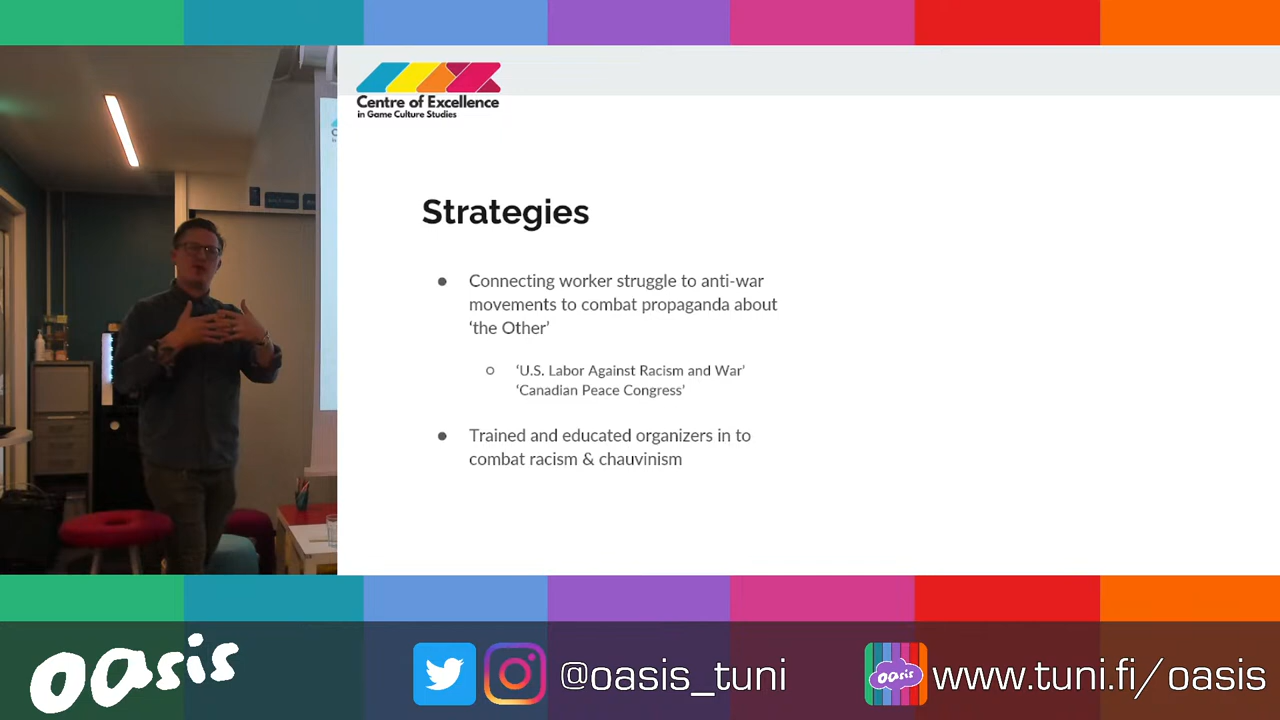 Centre of Excellence
in Game Culture Studies
Strategies
● Connecting worker struggle to anti-war
movements to combat propaganda about
‘the Other’
○ ‘U.S. Labor Against Racism and War’
‘Canadian Peace Congress’
● Trained and educated organizers in to
combat racism & chauvinism
oasis
@oasis_tuni
oasis
www.tuni.fi/oasis